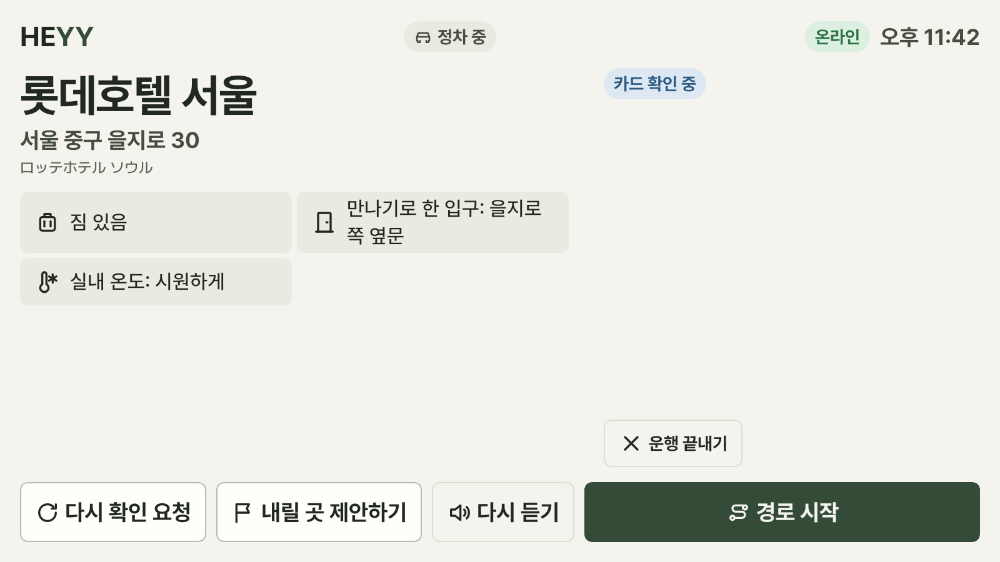 HEYY
정차 중
온라인
오후 11:42
롯데호텔 서울
카드 확인 중
서울 중구 을지로 30
ロッテホテル ソウル
짐 있음
만나기로 한 입구: 을지로
쪽 옆문
실내 온도: 시원하게
운행 끝내기
다시 확인 요청
내릴 곳 제안하기
다시 듣기
경로 시작